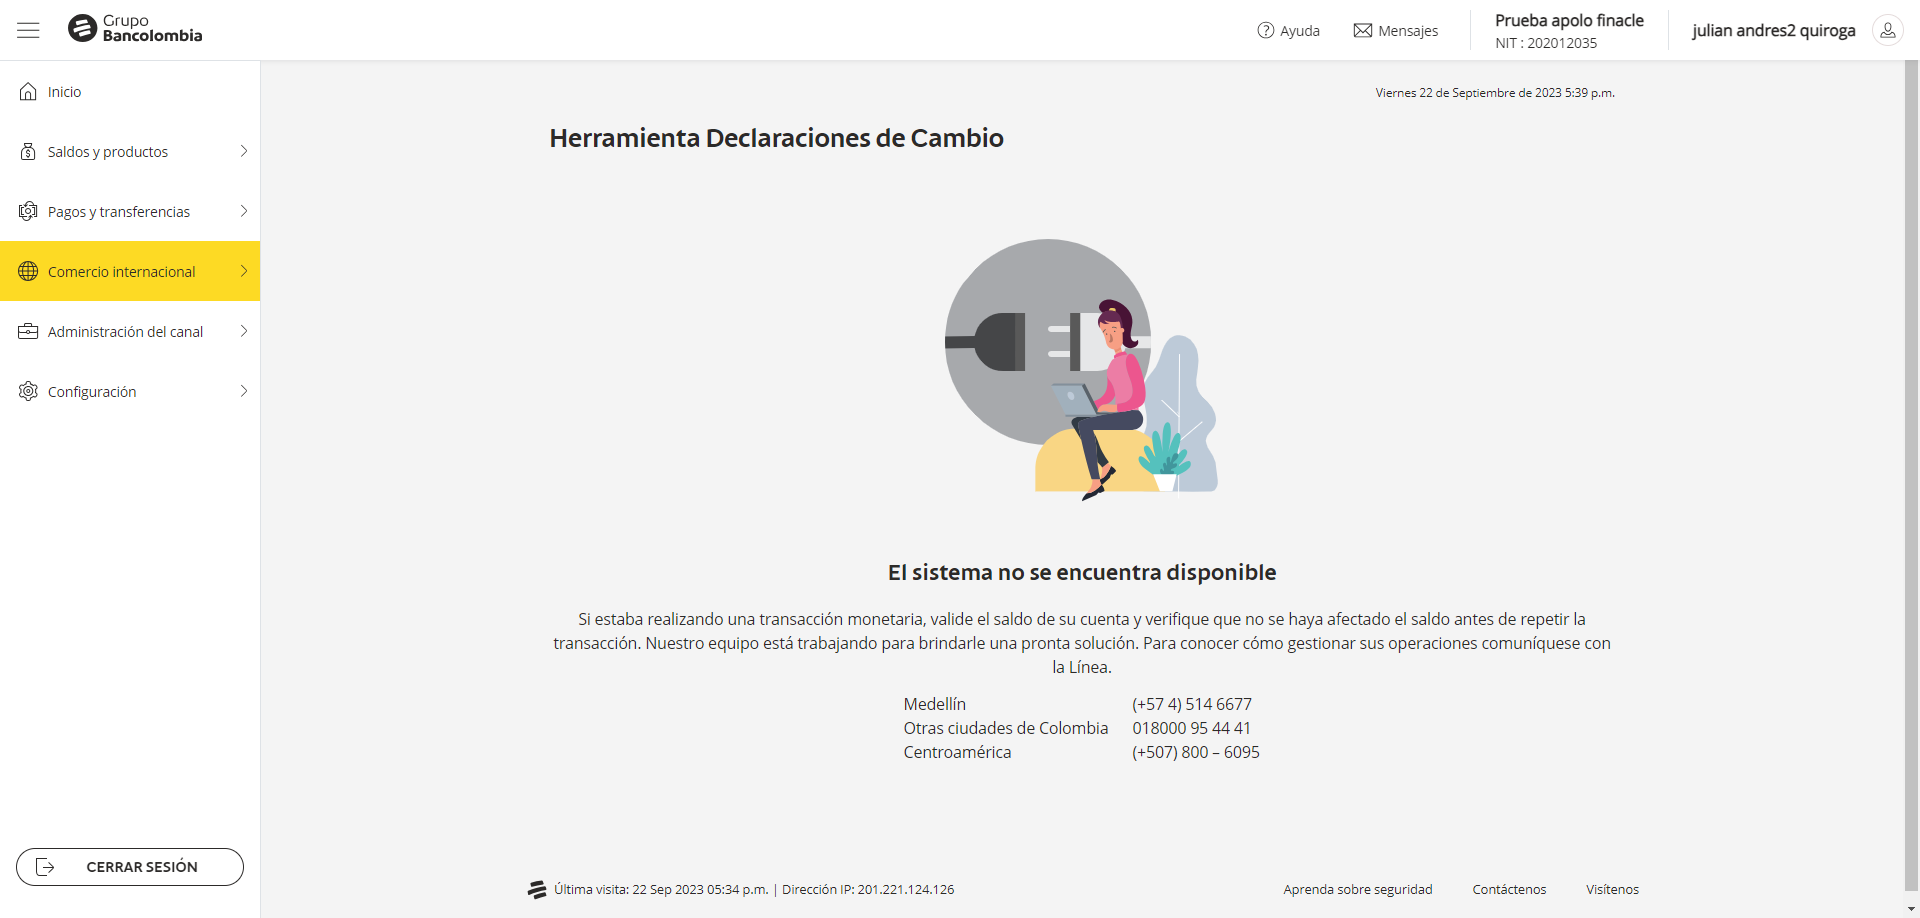 Grupo
Bancolombia
Ayuda
Mensajes
Prueba apolo finacle
NIT : 202012035
julian andres2 quiroga
Inicio
Saldos y productos
Pagos y transferencias
Comercio internacional
Administración del canal
Configuración
CERRAR SESIÓN
Viernes 22 de Septiembre de 2023 5:39 p.m.
Herramienta Declaraciones de Cambio
El sistema no se encuentra disponible
Si estaba realizando una transacción monetaria, valide el saldo de su cuenta y verifique que no se haya afectado el saldo antes de repetir la
transacción. Nuestro equipo está trabajando para brindarle una pronta solución. Para conocer cómo gestionar sus operaciones comuníquese con
la Línea.
Medellín (+57 4) 514 6677
Otras ciudades de Colombia 018000 95 44 41
Centroamérica (+507) 800 – 6095
Última visita: 22 Sep 2023 05:34 p.m. | Dirección IP: 201.221.124.126
Aprenda sobre seguridad Contáctenos Visítenos